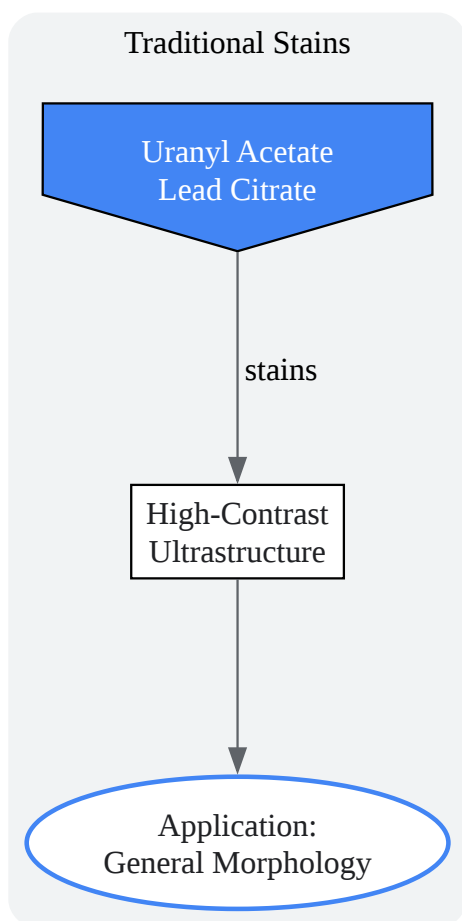 Traditional Stains
Uranyl Acetate
Lead Citrate
stains
High-Contrast
Ultrastructure
Application:
General Morphology